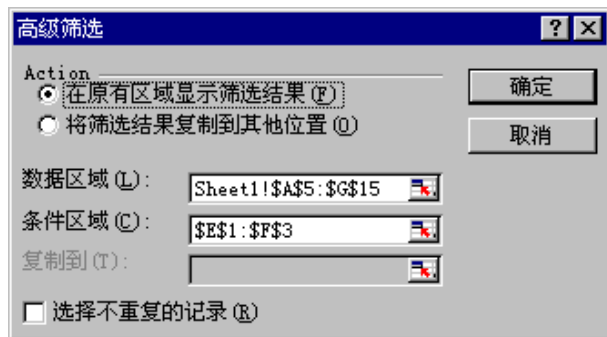 高级筛选
Action
在原有区域显示筛选结果(F)
确定
将筛选结果复制到其他位置(O)
取消
数据区域(L):
Sheet1!$A$5:$G$15
条件区域(C):
$E$1:$F$3
复制到(T):
选择不重复的记录(R)